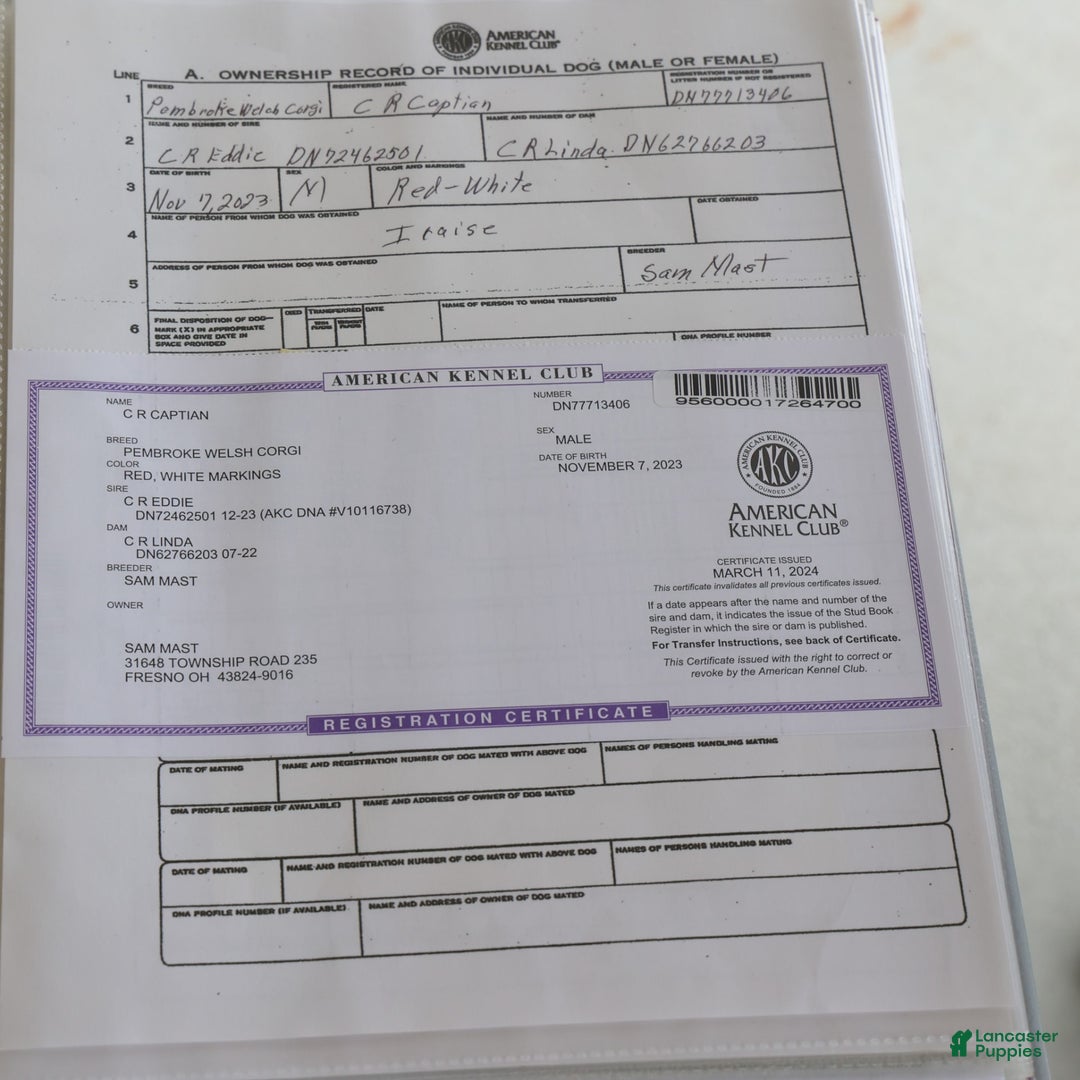 AKC AMERICAN
KENNEL CLUB®
LINE A. OWNERSHIP RECORD OF INDIVIDUAL DOG (MALE OR FEMALE)
BREED REGISTERED NAME REGISTRATION NUMBER OR
LITTER NUMBER IF NOT REGISTERED
1 Pembroke Welsh Corgi C R Captian DN77713406
NAME AND NUMBER OF SIRE NAME AND NUMBER OF DAM
2 C R Eddie DN72462501 C R Linda DN62766203
DATE OF BIRTH SEX COLOR AND MARKINGS
3 Nov 7, 2023 M Red-White
NAME OF PERSON FROM WHOM DOG WAS OBTAINED DATE OBTAINED
4 I raise
ADDRESS OF PERSON FROM WHOM DOG WAS OBTAINED BREEDER
5 Sam Mast
6 FINAL DISPOSITION OF DOG—
MARK (X) IN APPROPRIATE
BOX AND GIVE DATE IN
SPACE PROVIDED
DIED TRANSFERRED DATE NAME OF PERSON TO WHOM TRANSFERRED
WITH
PAPERS
WITHOUT
PAPERS
DNA PROFILE NUMBER
AMERICAN KENNEL CLUB
NAME
C R CAPTIAN
BREED
PEMBROKE WELSH CORGI
COLOR
RED, WHITE MARKINGS
SIRE
C R EDDIE
DN72462501 12-23 (AKC DNA #V10116738)
DAM
C R LINDA
DN62766203 07-22
BREEDER
SAM MAST
OWNER
SAM MAST
31648 TOWNSHIP ROAD 235
FRESNO OH 43824-9016
NUMBER
DN77713406
SEX
MALE
DATE OF BIRTH
NOVEMBER 7, 2023
956000017264700
AMERICAN KENNEL CLUB
AKC
FOUNDED 1884
AMERICAN
KENNEL CLUB®
CERTIFICATE ISSUED
MARCH 11, 2024
This certificate invalidates all previous certificates issued.
If a date appears after the name and number of the
sire and dam, it indicates the issue of the Stud Book
Register in which the sire or dam is published.
For Transfer Instructions, see back of Certificate.
This Certificate issued with the right to correct or
revoke by the American Kennel Club.
REGISTRATION CERTIFICATE
DATE OF MATING NAME AND REGISTRATION NUMBER OF DOG MATED WITH ABOVE DOG NAMES OF PERSONS HANDLING MATING
DNA PROFILE NUMBER (IF AVAILABLE) NAME AND ADDRESS OF OWNER OF DOG MATED
DATE OF MATING NAME AND REGISTRATION NUMBER OF DOG MATED WITH ABOVE DOG NAMES OF PERSONS HANDLING MATING
DNA PROFILE NUMBER (IF AVAILABLE) NAME AND ADDRESS OF OWNER OF DOG MATED
Lancaster
Puppies